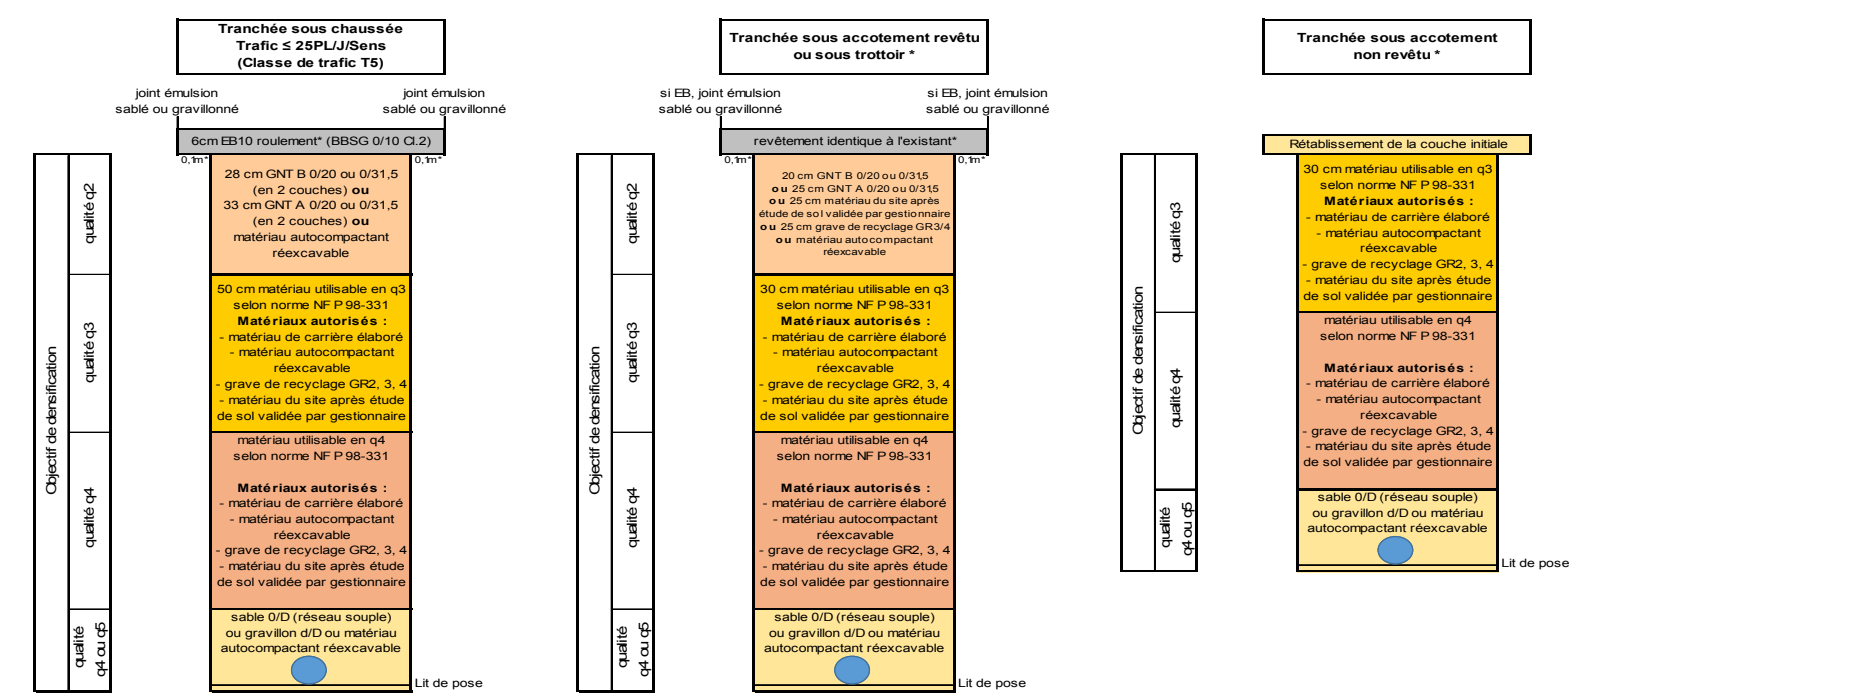 Tranchée sous chaussée
Trafic ≤ 25PL/J/Sens
(Classe de trafic T5)
joint émulsion
sablé ou gravillonné
joint émulsion
sablé ou gravillonné
6cm EB10 roulement* (BBSG 0/10 Cl.2)
0,1m*
0,1m*
Objectif de densification
qualité q2
qualité q3
qualité q4
qualité
q4 ou q5
28 cm GNT B 0/20 ou 0/31,5
(en 2 couches) ou
33 cm GNT A 0/20 ou 0/31,5
(en 2 couches) ou
matériau autocompactant
réexcavable
50 cm matériau utilisable en q3
selon norme NF P 98-331
Matériaux autorisés :
- matériau de carrière élaboré
- matériau autocompactant
réexcavable
- grave de recyclage GR2, 3, 4
- matériau du site après étude
de sol validée par gestionnaire
matériau utilisable en q4
selon norme NF P 98-331
Matériaux autorisés :
- matériau de carrière élaboré
- matériau autocompactant
réexcavable
- grave de recyclage GR2, 3, 4
- matériau du site après étude
de sol validée par gestionnaire
sable 0/D (réseau souple)
ou gravillon d/D ou matériau
autocompactant réexcavable
Lit de pose
Tranchée sous accotement revêtu
ou sous trottoir *
si EB, joint émulsion
sablé ou gravillonné
si EB, joint émulsion
sablé ou gravillonné
revêtement identique à l'existant*
0,1m*
0,1m*
Objectif de densification
qualité q2
qualité q3
qualité q4
qualité
q4 ou q5
20 cm GNT B 0/20 ou 0/31,5
ou 25 cm GNT A 0/20 ou 0/31,5
ou 25 cm matériau du site après
étude de sol validée par gestionnaire
ou 25 cm grave de recyclage GR3/4
ou matériau autocompactant
réexcavable
30 cm matériau utilisable en q3
selon norme NF P 98-331
Matériaux autorisés :
- matériau de carrière élaboré
- matériau autocompactant
réexcavable
- grave de recyclage GR2, 3, 4
- matériau du site après étude
de sol validée par gestionnaire
matériau utilisable en q4
selon norme NF P 98-331
Matériaux autorisés :
- matériau de carrière élaboré
- matériau autocompactant
réexcavable
- grave de recyclage GR2, 3, 4
- matériau du site après étude
de sol validée par gestionnaire
sable 0/D (réseau souple)
ou gravillon d/D ou matériau
autocompactant réexcavable
Lit de pose
Tranchée sous accotement
non revêtu *
Rétablissement de la couche initiale
Objectif de densification
qualité q3
qualité q4
qualité
q4 ou q5
30 cm matériau utilisable en q3
selon norme NF P 98-331
Matériaux autorisés :
- matériau de carrière élaboré
- matériau autocompactant
réexcavable
- grave de recyclage GR2, 3, 4
- matériau du site après étude
de sol validée par gestionnaire
matériau utilisable en q4
selon norme NF P 98-331
Matériaux autorisés :
- matériau de carrière élaboré
- matériau autocompactant
réexcavable
- grave de recyclage GR2, 3, 4
- matériau du site après étude
de sol validée par gestionnaire
sable 0/D (réseau souple)
ou gravillon d/D ou matériau
autocompactant réexcavable
Lit de pose